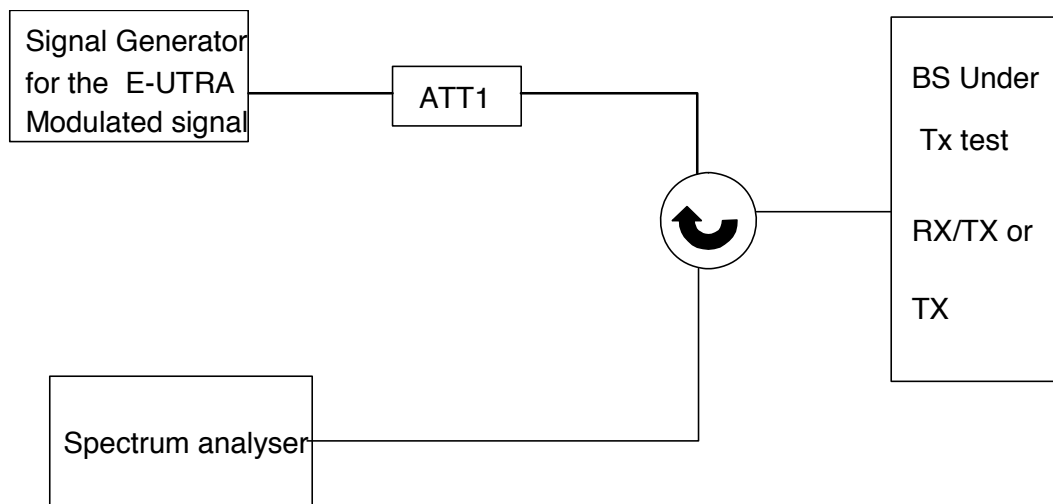 Signal Generator
for the E-UTRA
Modulated signal
ATT1
BS Under
Tx test
RX/TX or
TX
Spectrum analyser